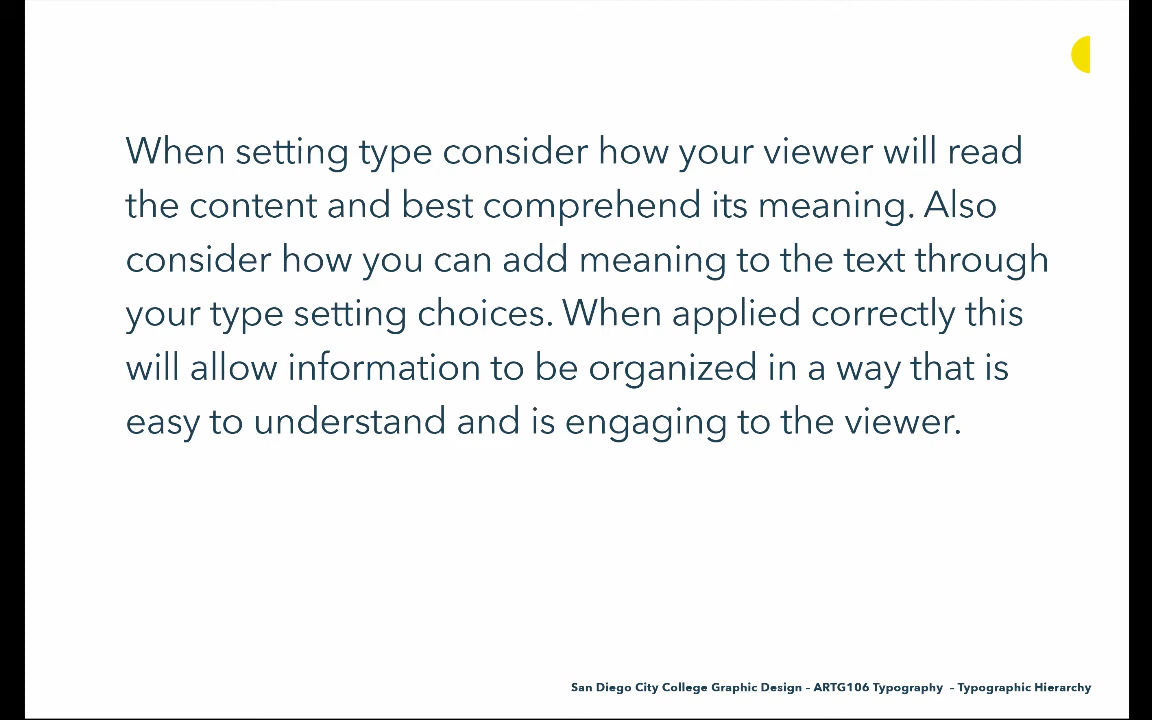 When setting type consider how your viewer will read
the content and best comprehend its meaning. Also
consider how you can add meaning to the text through
your type setting choices. When applied correctly this
will allow information to be organized in a way that is
easy to understand and is engaging to the viewer.
San Diego City College Graphic Design – ARTG106 Typography – Typographic Hierarchy